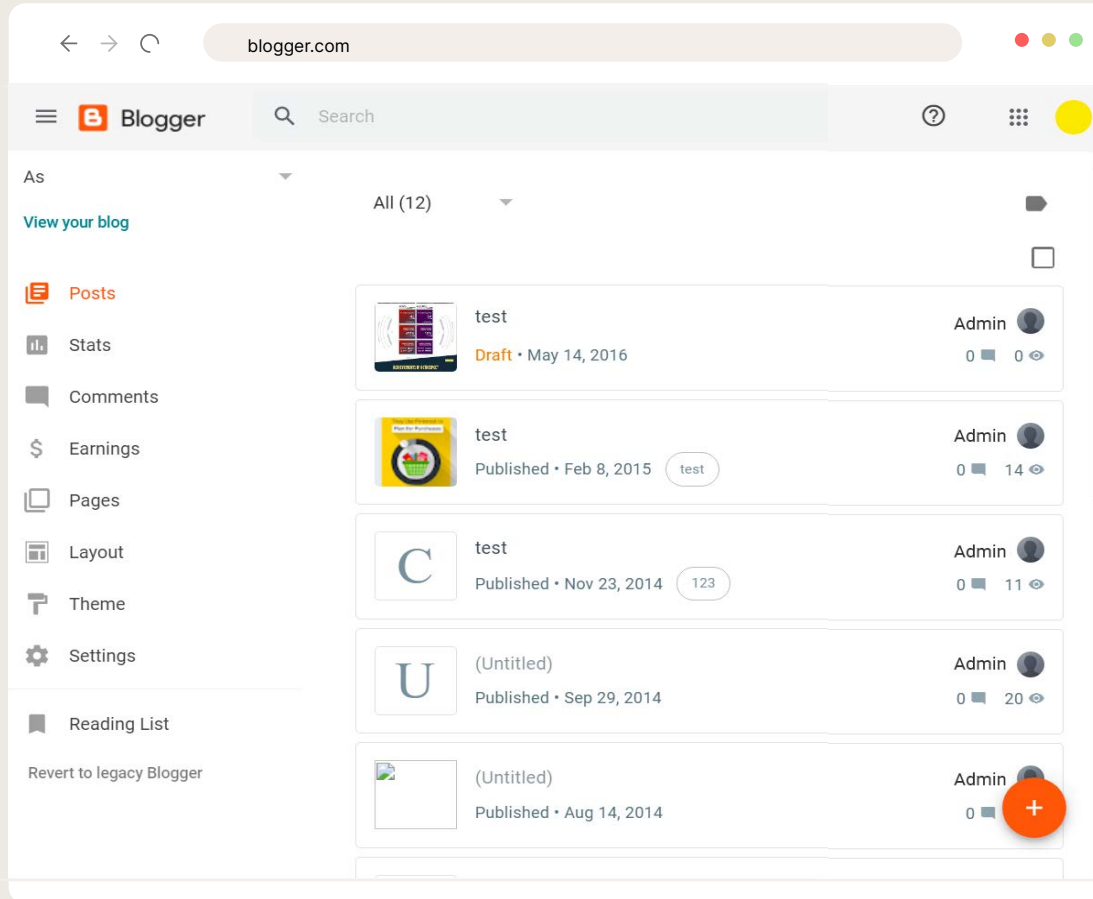 blogger.com
Blogger
Search
As
View your blog
Posts
Stats
Comments
Earnings
Pages
Layout
Theme
Settings
Reading List
Revert to legacy Blogger
All (12)
test
Draft • May 14, 2016
Admin
0 0
Plan for Purchases
test
Published • Feb 8, 2015 test
Admin
0 14
C
test
Published • Nov 23, 2014 123
Admin
0 11
U
(Untitled)
Published • Sep 29, 2014
Admin
0 20
(Untitled)
Published • Aug 14, 2014
Admin
0
+